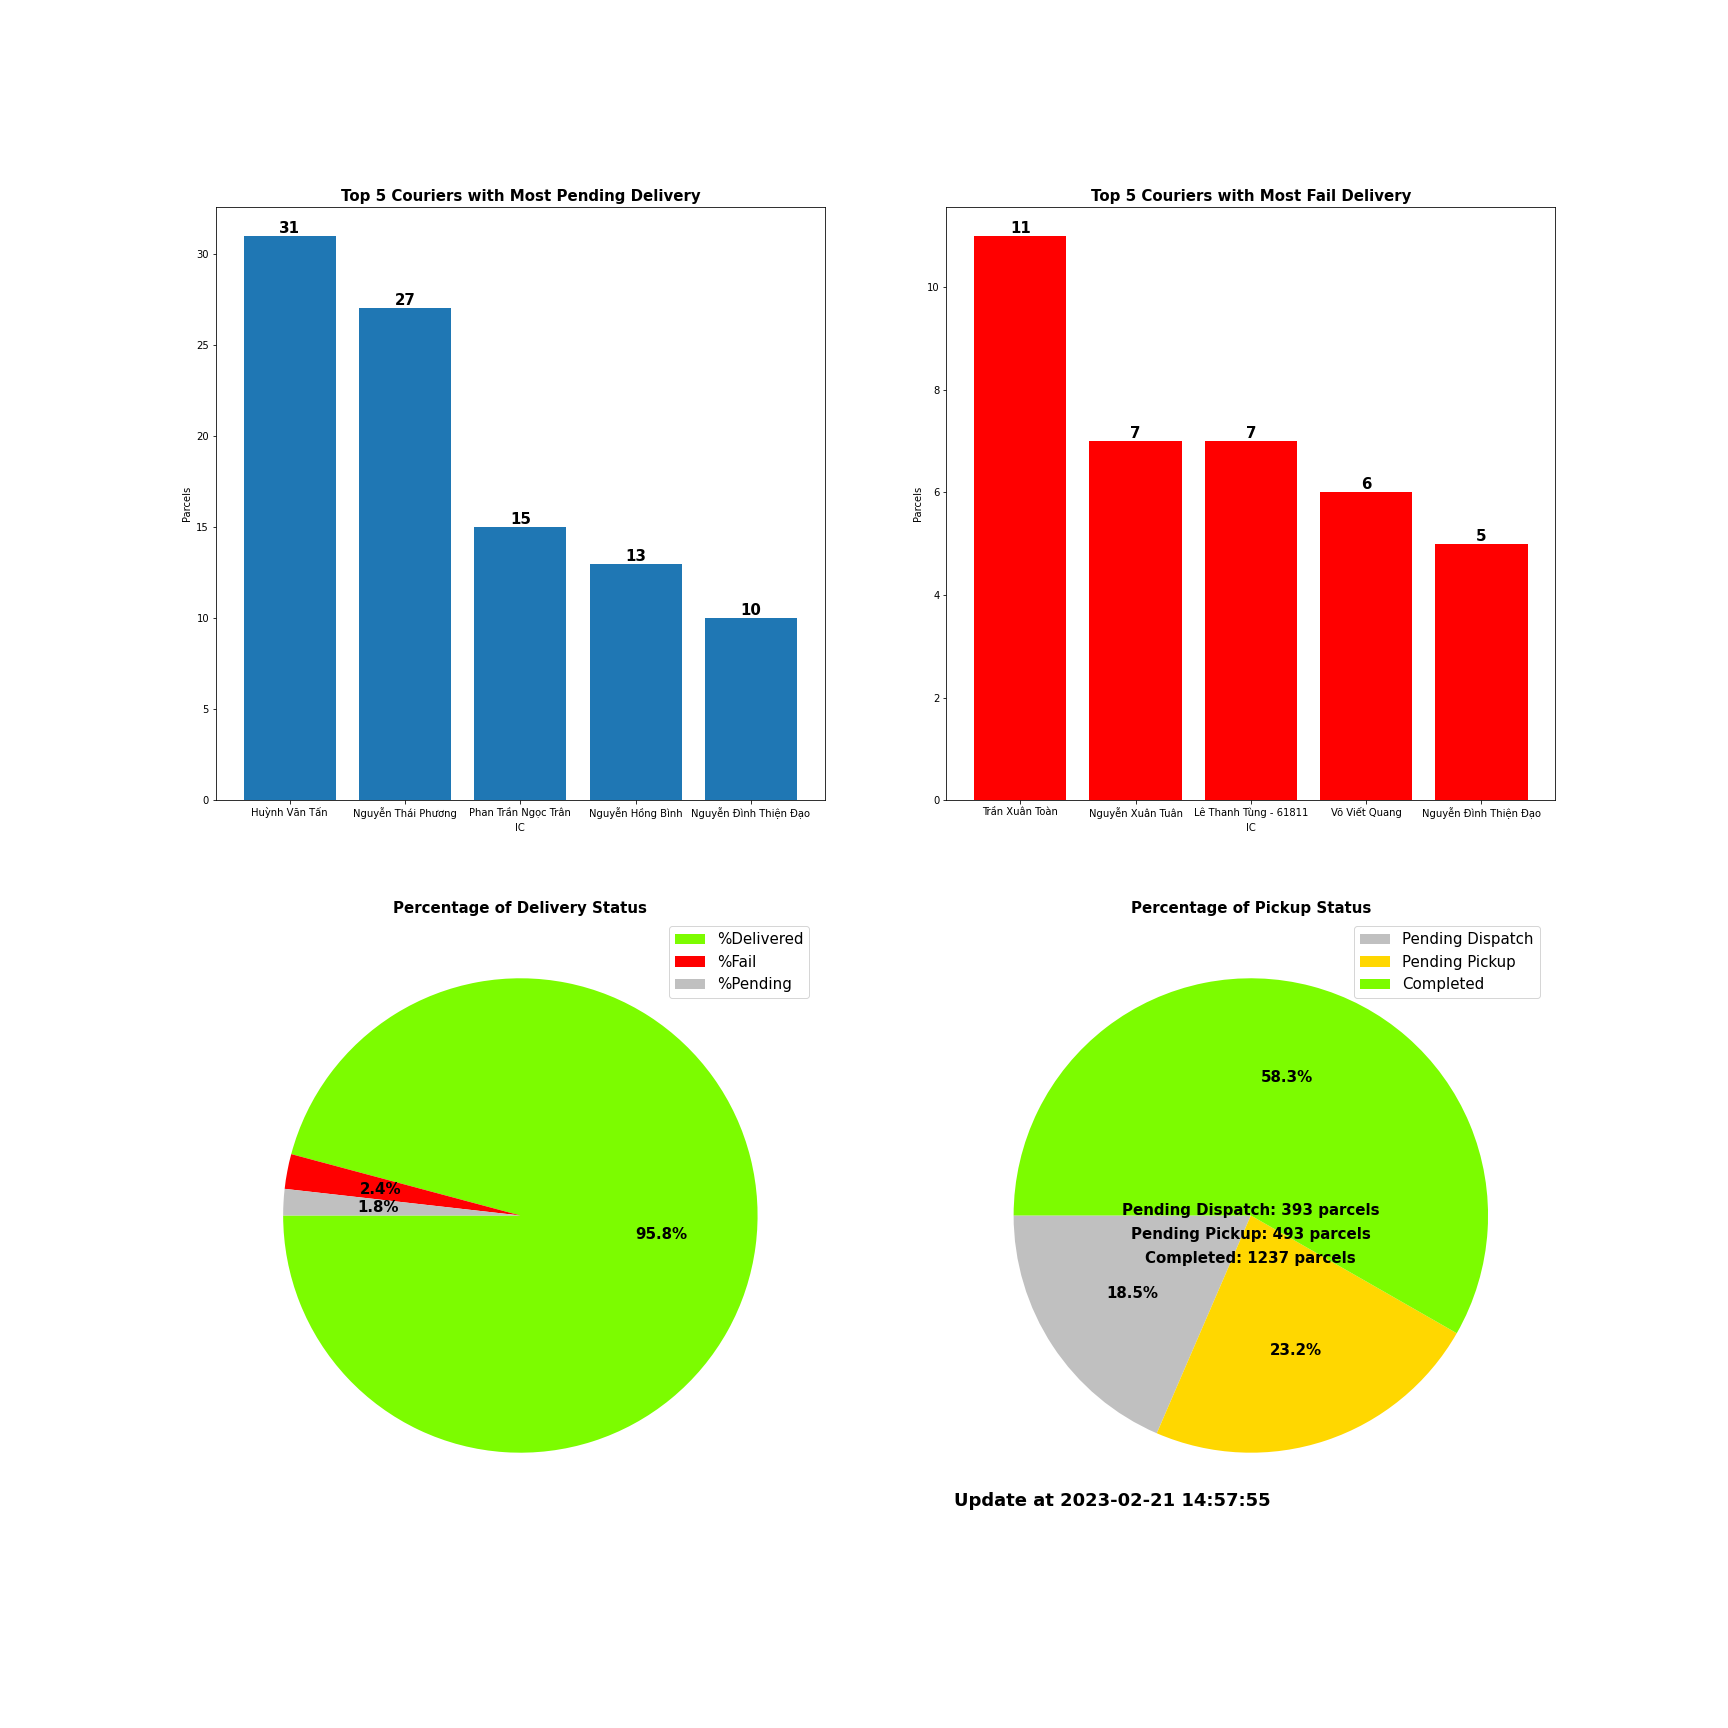 Top 5 Couriers with Most Pending Delivery
31
27
15
13
10
30
25
20
15
10
5
0
Parcels
Huỳnh Văn Tấn
Nguyễn Thái Phương
Phan Trần Ngọc Trân
Nguyễn Hồng Bình
Nguyễn Đình Thiện Đạo
IC
Top 5 Couriers with Most Fail Delivery
11
7
7
6
5
10
8
6
4
2
0
Parcels
Trần Xuân Toàn
Nguyễn Xuân Tuân
Lê Thanh Tùng - 61811
Võ Viết Quang
Nguyễn Đình Thiện Đạo
IC
Percentage of Delivery Status
%Delivered
%Fail
%Pending
2.4%
1.8%
95.8%
Percentage of Pickup Status
Pending Dispatch
Pending Pickup
Completed
58.3%
Pending Dispatch: 393 parcels
Pending Pickup: 493 parcels
Completed: 1237 parcels
18.5%
23.2%
Update at 2023-02-21 14:57:55